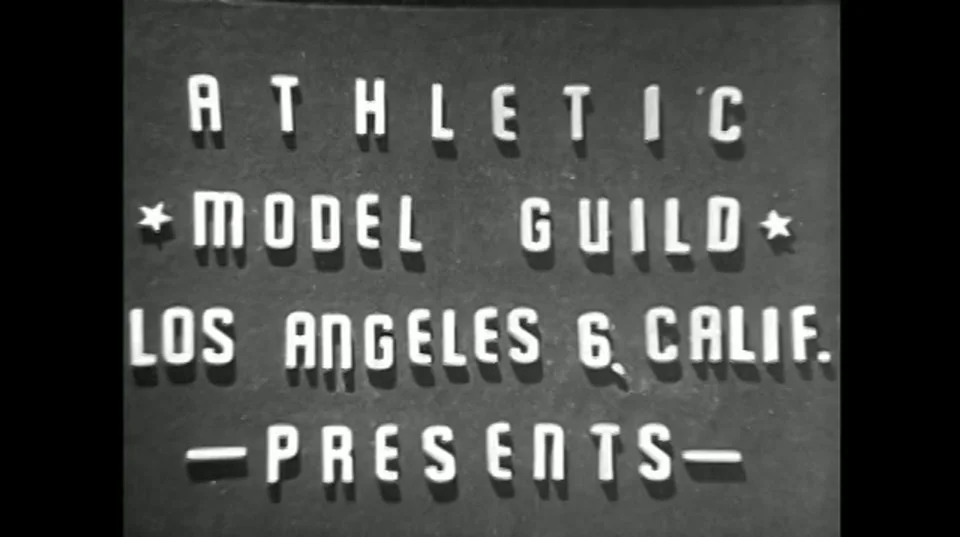 ATHLETIC
★MODEL GUILD★
LOS ANGELES 6, CALIF.
—PRESENTS—